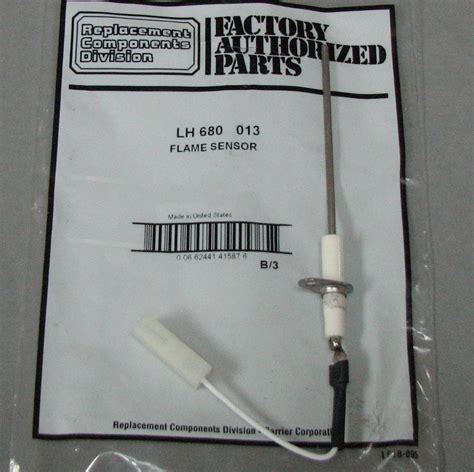 Replacement
Components
Division
FACTORY
AUTHORIZED
PARTS
LH 680 013
FLAME SENSOR
Made in United States
0 06 62441 41587 6
B/3
Replacement Components Division - Carrier Corporation